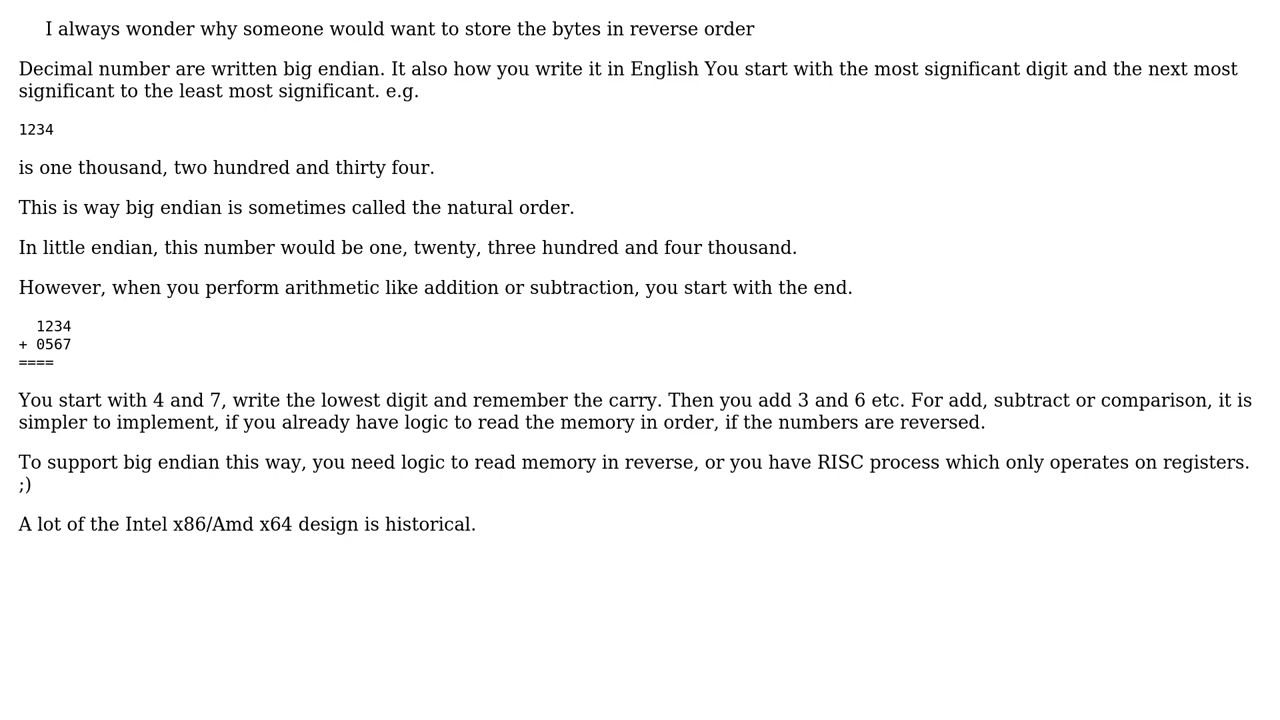 I always wonder why someone would want to store the bytes in reverse order
Decimal number are written big endian. It also how you write it in English You start with the most significant digit and the next most
significant to the least most significant. e.g.
1234
is one thousand, two hundred and thirty four.
This is way big endian is sometimes called the natural order.
In little endian, this number would be one, twenty, three hundred and four thousand.
However, when you perform arithmetic like addition or subtraction, you start with the end.
  1234
+ 0567
====
You start with 4 and 7, write the lowest digit and remember the carry. Then you add 3 and 6 etc. For add, subtract or comparison, it is
simpler to implement, if you already have logic to read the memory in order, if the numbers are reversed.
To support big endian this way, you need logic to read memory in reverse, or you have RISC process which only operates on registers.
;)
A lot of the Intel x86/Amd x64 design is historical.